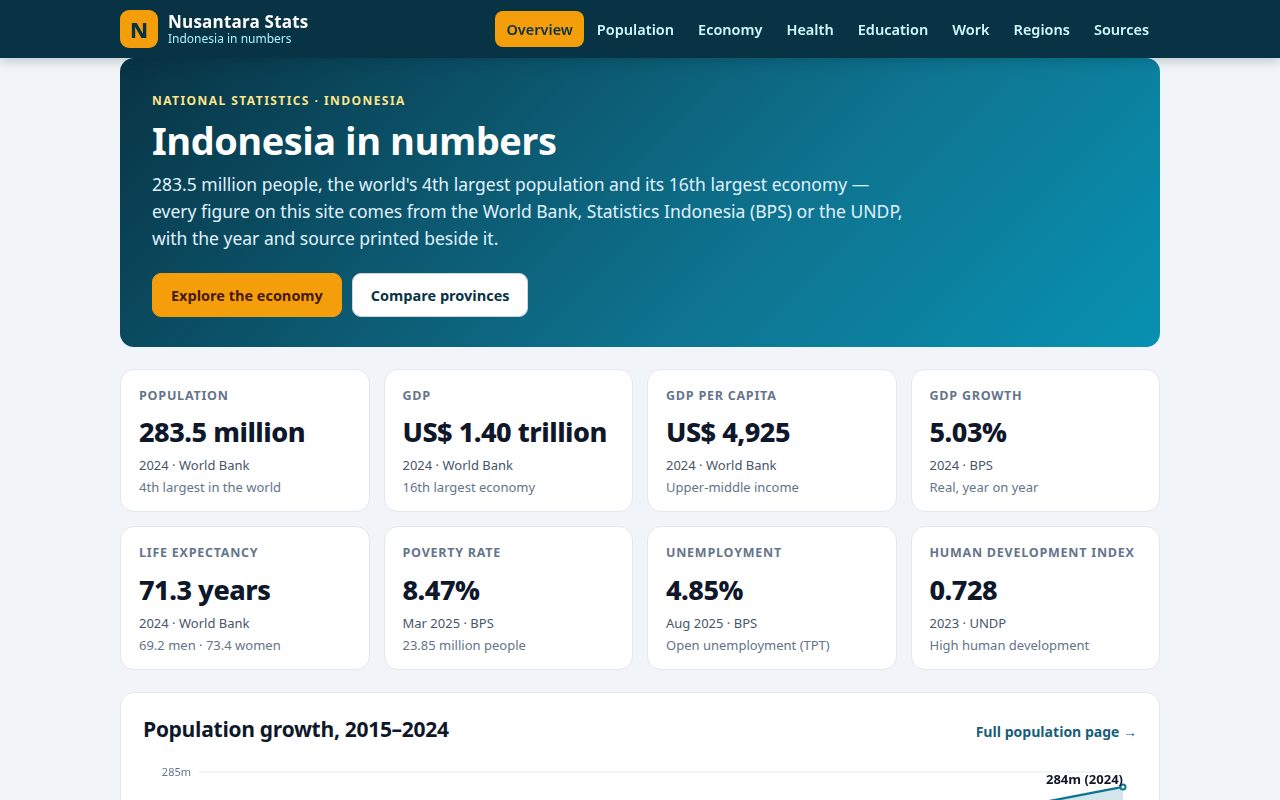 N
Nusantara Stats
Indonesia in numbers
Overview
Population
Economy
Health
Education
Work
Regions
Sources
NATIONAL STATISTICS · INDONESIA
Indonesia in numbers
283.5 million people, the world's 4th largest population and its 16th largest economy —
every figure on this site comes from the World Bank, Statistics Indonesia (BPS) or the UNDP,
with the year and source printed beside it.
Explore the economy
Compare provinces
POPULATION
283.5 million
2024 · World Bank
4th largest in the world
GDP
US$ 1.40 trillion
2024 · World Bank
16th largest economy
GDP PER CAPITA
US$ 4,925
2024 · World Bank
Upper-middle income
GDP GROWTH
5.03%
2024 · BPS
Real, year on year
LIFE EXPECTANCY
71.3 years
2024 · World Bank
69.2 men · 73.4 women
POVERTY RATE
8.47%
Mar 2025 · BPS
23.85 million people
UNEMPLOYMENT
4.85%
Aug 2025 · BPS
Open unemployment (TPT)
HUMAN DEVELOPMENT INDEX
0.728
2023 · UNDP
High human development
Population growth, 2015–2024
Full population page →
285m
284m (2024)